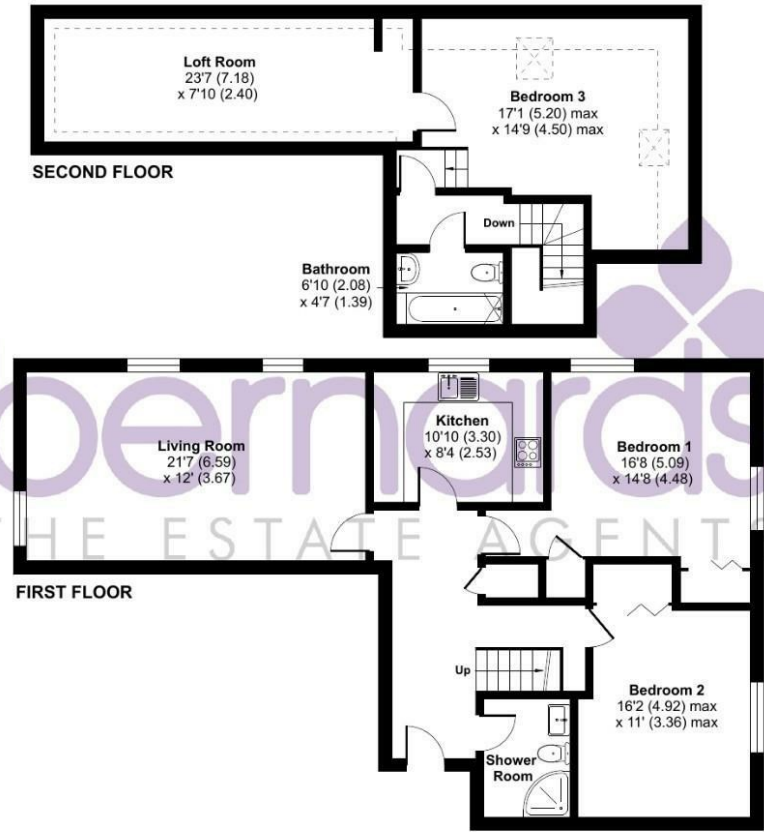 Loft Room
23'7 (7.18)
x 7'10 (2.40)
Bedroom 3
17'1 (5.20) max
x 14'9 (4.50) max
SECOND FLOOR
Down
Bathroom
6'10 (2.08)
x 4'7 (1.39)
bernards
THE ESTATE AGENTS
Living Room
21'7 (6.59)
x 12' (3.67)
Kitchen
10'10 (3.30)
x 8'4 (2.53)
Bedroom 1
16'8 (5.09)
x 14'8 (4.48)
FIRST FLOOR
Up
Bedroom 2
16'2 (4.92) max
x 11' (3.36) max
Shower
Room